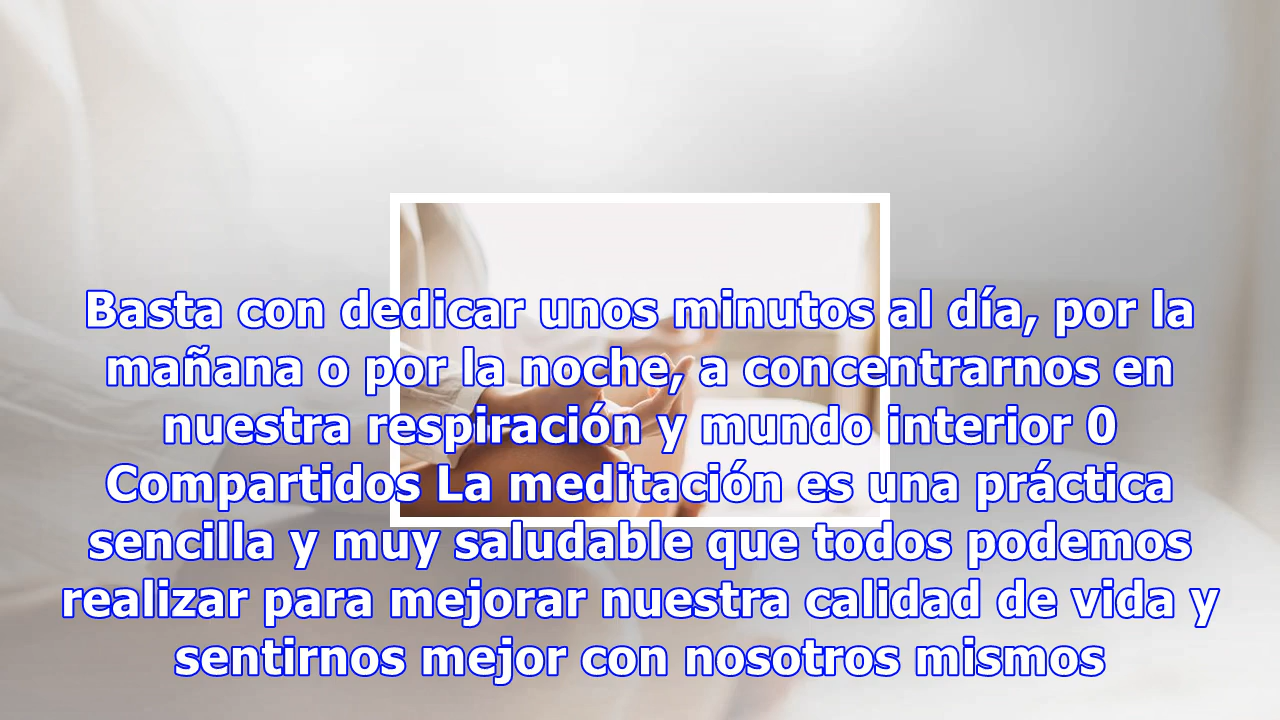 Basta con dedicar unos minutos al día, por la
mañana o por la noche, a concentrarnos en
nuestra respiración y mundo interior 0
Compartidos La meditación es una práctica
sencilla y muy saludable que todos podemos
realizar para mejorar nuestra calidad de vida y
sentirnos mejor con nosotros mismos